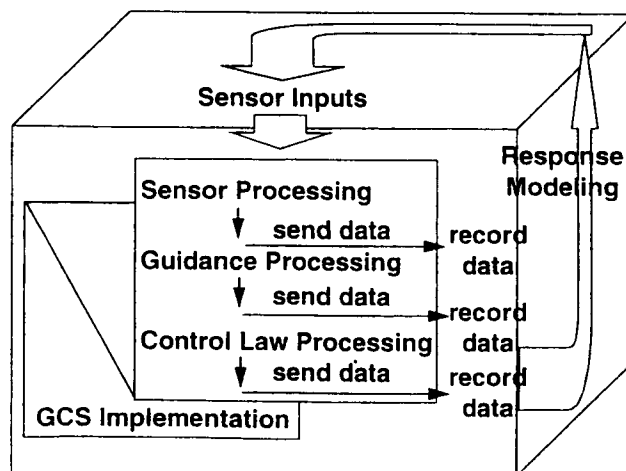 Sensor Inputs
Response
Modeling
Sensor Processing
send data
record
data
Guidance Processing
send data
record
data
Control Law Processing
send data
record
data
GCS Implementation